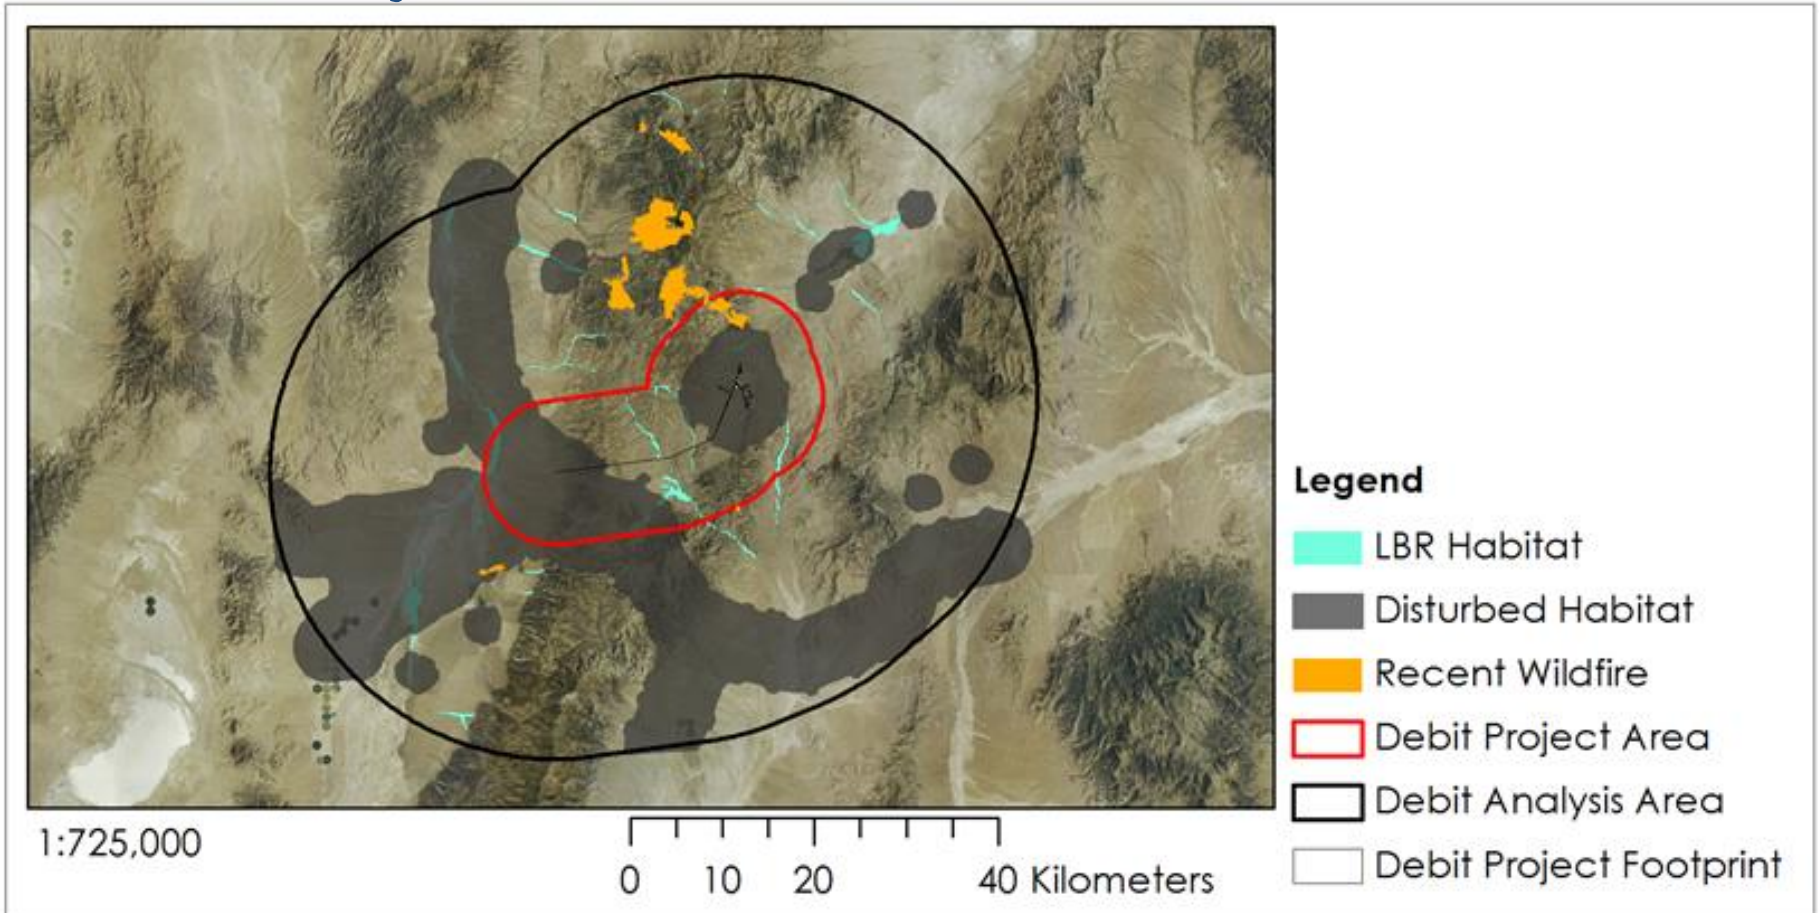 Legend
LBR Habitat
Disturbed Habitat
Recent Wildfire
Debit Project Area
Debit Analysis Area
Debit Project Footprint
1:725,000
0 10 20 40 Kilometers